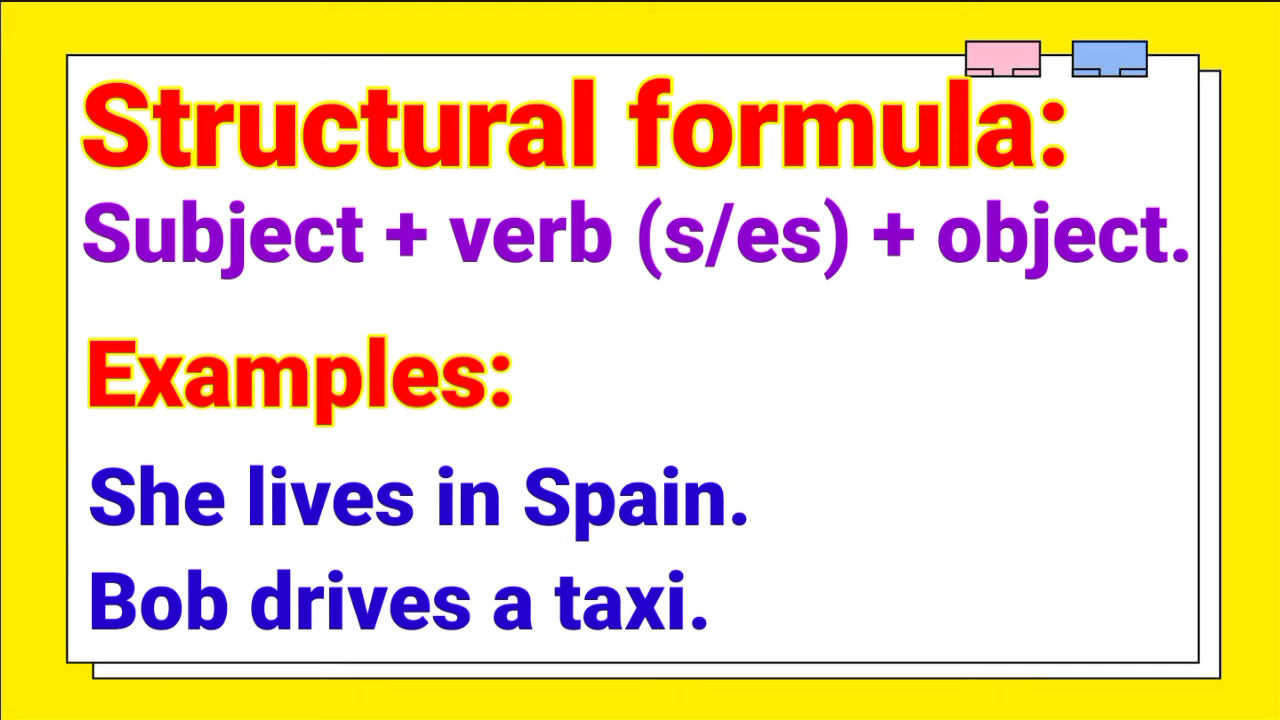 Structural formula:
Subject + verb (s/es) + object.
Examples:
She lives in Spain.
Bob drives a taxi.